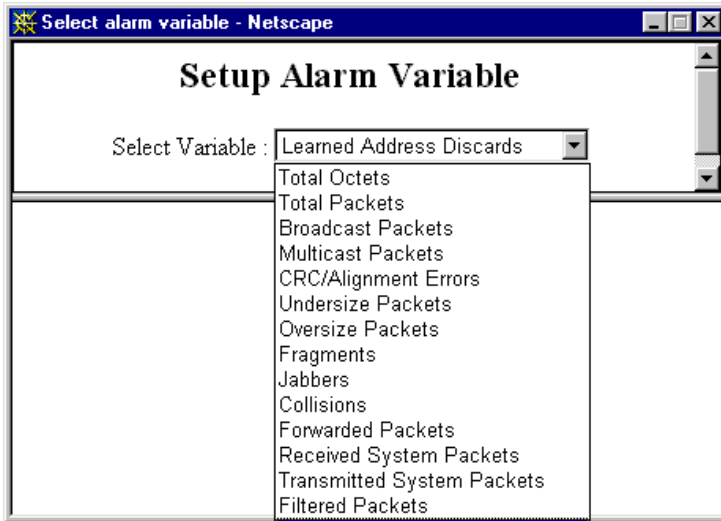 Select alarm variable - Netscape
Setup Alarm Variable
Select Variable : Learned Address Discards
Total Octets
Total Packets
Broadcast Packets
Multicast Packets
CRC/Alignment Errors
Undersize Packets
Oversize Packets
Fragments
Jabbers
Collisions
Forwarded Packets
Received System Packets
Transmitted System Packets
Filtered Packets